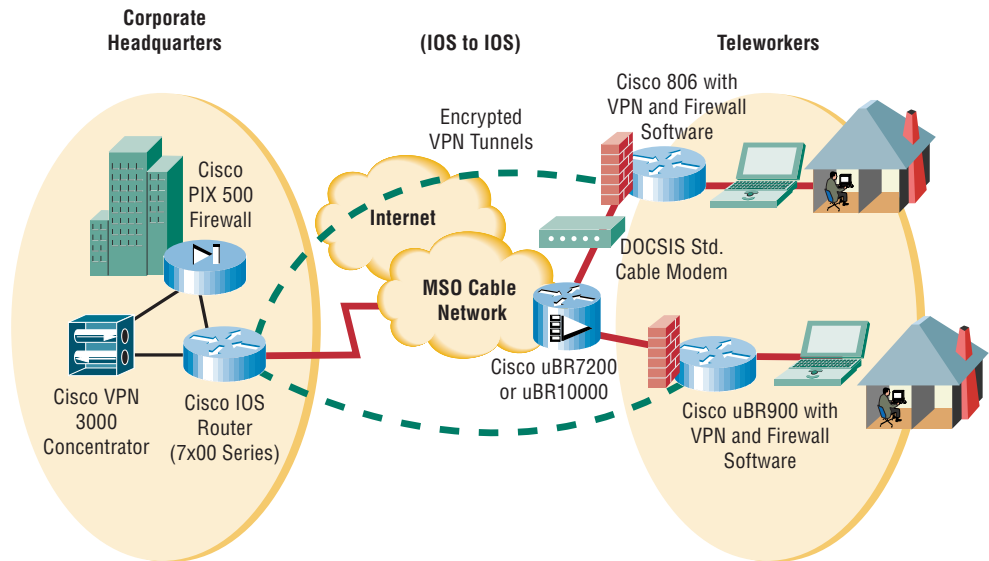 Corporate
Headquarters
(IOS to IOS)
Teleworkers
Cisco 806 with
VPN and Firewall
Software
Encrypted
VPN Tunnels
Cisco
PIX 500
Firewall
Internet
DOCSIS Std.
Cable Modem
MSO Cable
Network
Cisco uBR7200
or uBR10000
Cisco VPN
3000
Concentrator
Cisco IOS
Router
(7x00 Series)
Cisco uBR900 with
VPN and Firewall
Software